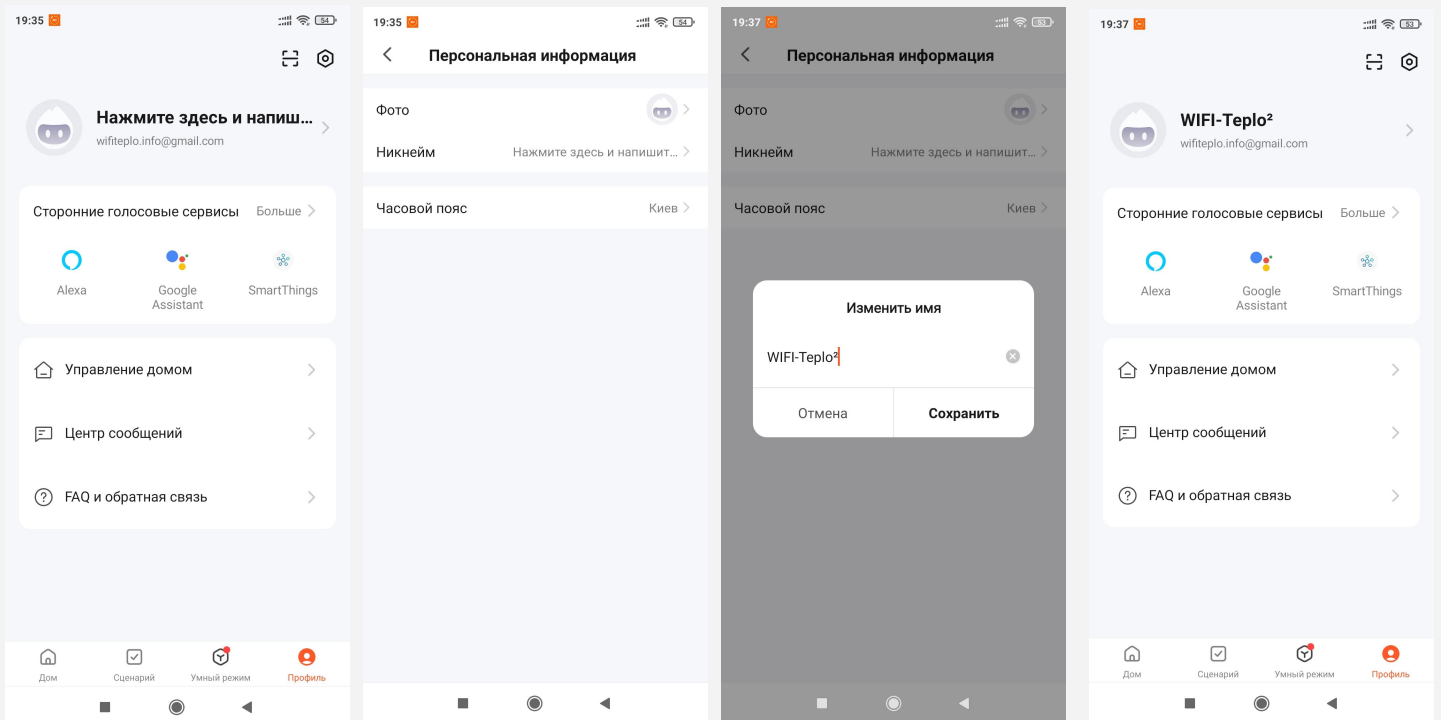 19:35
54
Нажмите здесь и напиш...
wifiteplo.info@gmail.com
Сторонние голосовые сервисы
Больше
Alexa
Google
Assistant
SmartThings
Управление домом
Центр сообщений
FAQ и обратная связь
Дом
Сценарий
Умный режим
Профиль
19:35
54
Персональная информация
Фото
Никнейм
Нажмите здесь и напишит...
Часовой пояс
Киев
19:37
53
Персональная информация
Фото
Никнейм
Нажмите здесь и напишит...
Часовой пояс
Киев
Изменить имя
WIFI-Teplo²
Отмена
Сохранить
19:37
53
WIFI-Teplo²
wifiteplo.info@gmail.com
Сторонние голосовые сервисы
Больше
Alexa
Google
Assistant
SmartThings
Управление домом
Центр сообщений
FAQ и обратная связь
Дом
Сценарий
Умный режим
Профиль